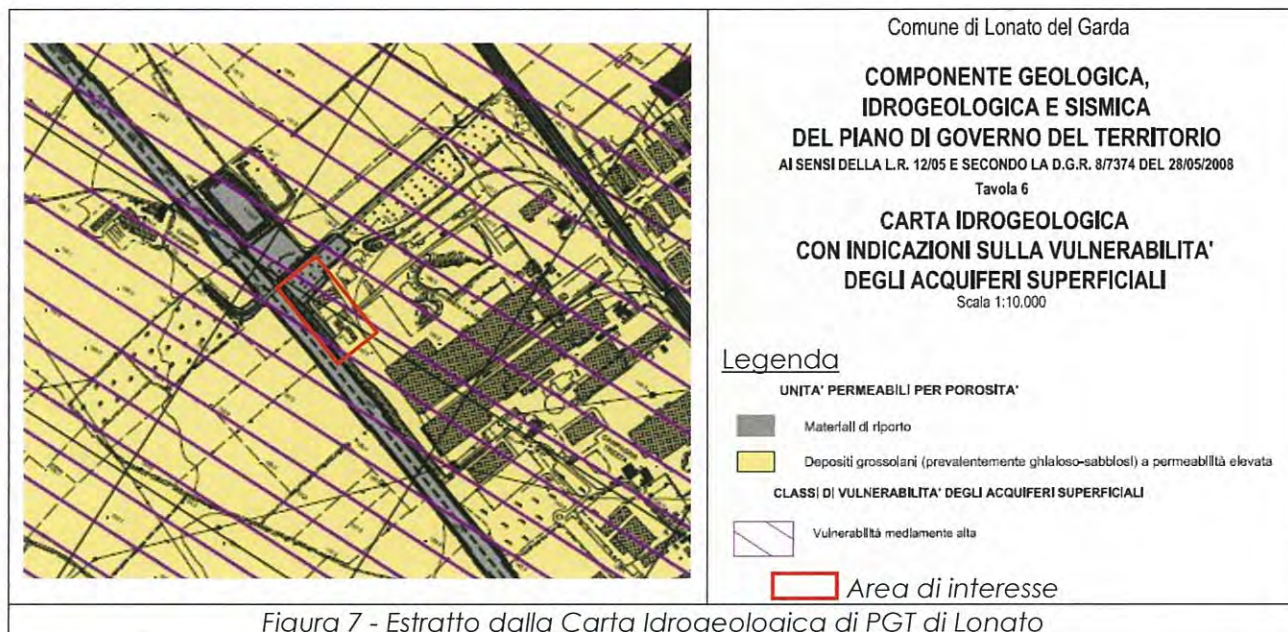 Comune di Lonato del Garda
COMPONENTE GEOLOGICA,
IDROGEOLOGICA E SISMICA
DEL PIANO DI GOVERNO DEL TERRITORIO
AI SENSI DELLA L.R. 12/05 E SECONDO LA D.G.R. 8/7374 DEL 28/05/2008
Tavola 6
CARTA IDROGEOLOGICA
CON INDICAZIONI SULLA VULNERABILITA'
DEGLI ACQUIFERI SUPERFICIALI
Scala 1:10.000
Legenda
UNITA' PERMEABILI PER POROSITA'
Materiali di riporto
Depositi grossolani (prevalentemente ghiaioso-sabbiosi) a permeabilità elevata
CLASSI DI VULNERABILITA' DEGLI ACQUIFERI SUPERFICIALI
Vulnerabilità mediamente alta
Area di interesse
Figura 7 - Estratto dalla Carta Idrogeologica di PGT di Lonato